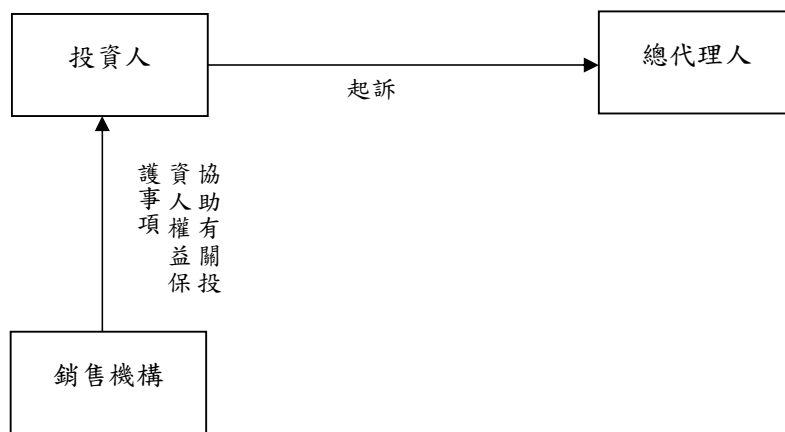 投資人
總代理人
起訴
協助有關投
資人權益保
護事項
銷售機構